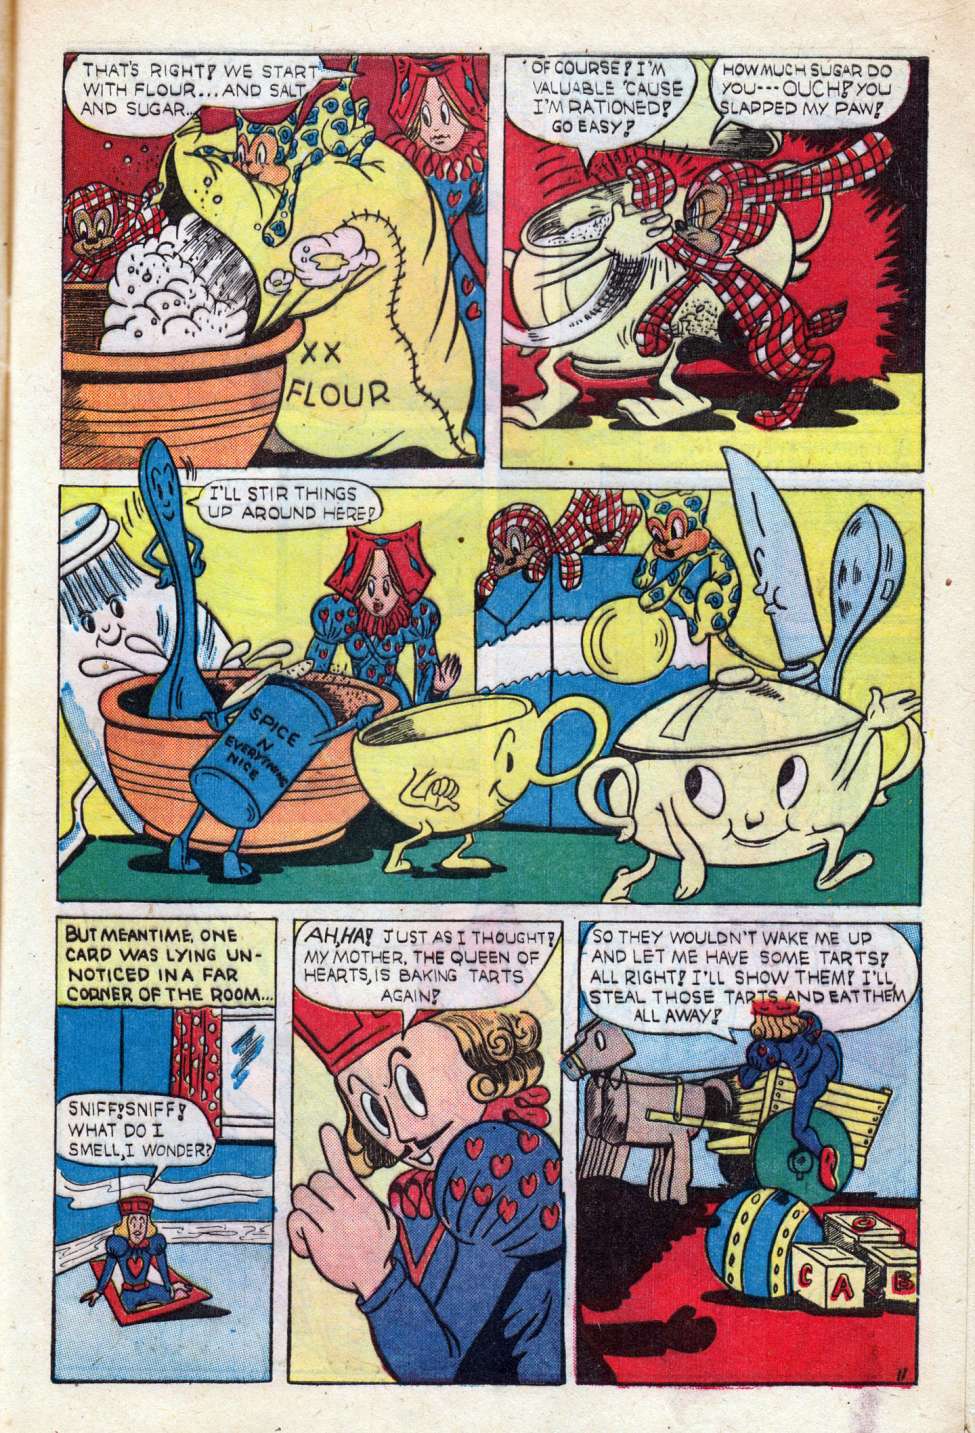 THAT'S RIGHT! WE START
WITH FLOUR...AND SALT
AND SUGAR...
XX
FLOUR
OF COURSE! I'M
VALUABLE 'CAUSE
I'M RATIONED!
GO EASY!
HOW MUCH SUGAR DO
YOU---OUCH! YOU
SLAPPED MY PAW!
I'LL STIR THINGS
UP AROUND HERE!
SPICE
N
EVERYTHING
NICE
BUT MEANTIME, ONE
CARD WAS LYING UN-
NOTICED IN A FAR
CORNER OF THE ROOM...
SNIFF! SNIFF!
WHAT DO I
SMELL, I WONDER?
AH, HA! JUST AS I THOUGHT!
MY MOTHER, THE QUEEN OF
HEARTS, IS BAKING TARTS
AGAIN!
SO THEY WOULDN'T WAKE ME UP
AND LET ME HAVE SOME TARTS!
ALL RIGHT! I'LL SHOW THEM! I'LL
STEAL THOSE TARTS AND EAT THEM
ALL AWAY!
C A B
11